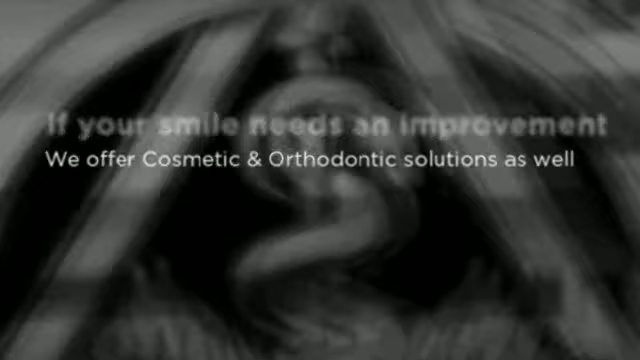 If your smile needs an improvement
We offer Cosmetic & Orthodontic solutions as well